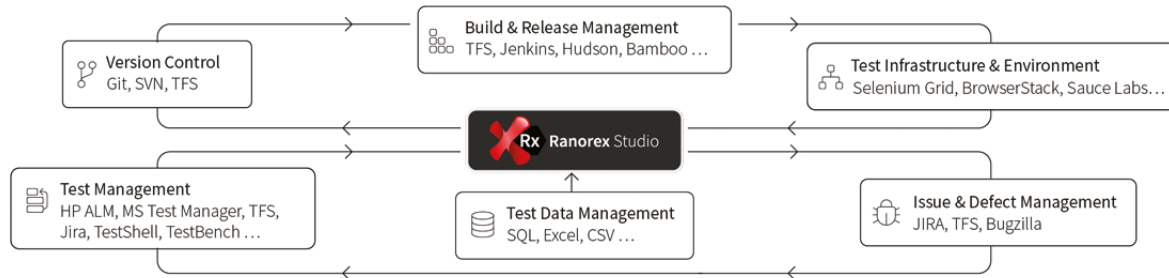 Build & Release Management
TFS, Jenkins, Hudson, Bamboo ...
Version Control
Git, SVN, TFS
Test Infrastructure & Environment
Selenium Grid, BrowserStack, Sauce Labs...
Rx Ranorex Studio
Test Management
HP ALM, MS Test Manager, TFS,
Jira, TestShell, TestBench ...
Test Data Management
SQL, Excel, CSV ...
Issue & Defect Management
JIRA, TFS, Bugzilla